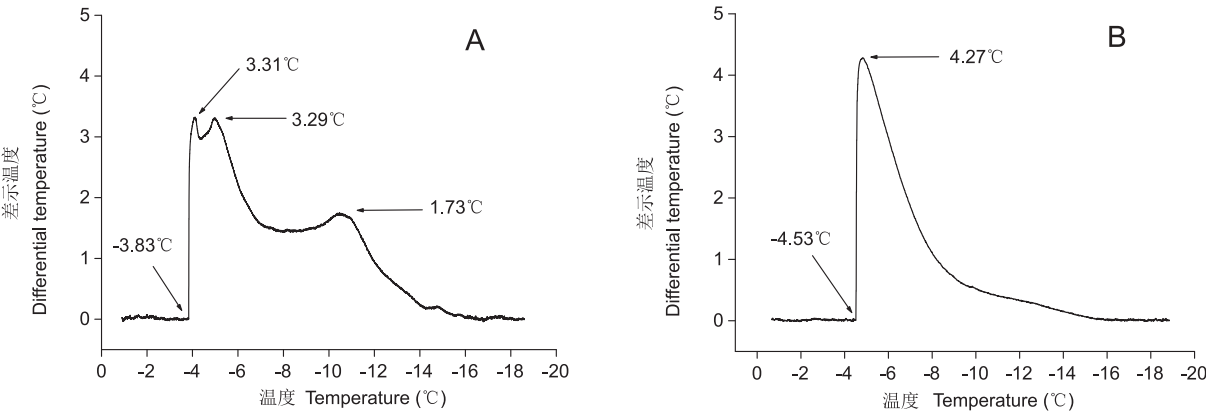 5
4
3
2
1
0
A
3.31℃
3.29℃
1.73℃
-3.83℃
差示温度
Differential temperature (℃)
0 -2 -4 -6 -8 -10 -12 -14 -16 -18 -20
温度 Temperature (℃)
5
4
3
2
1
0
B
4.27℃
-4.53℃
差示温度
Differential temperature (℃)
0 -2 -4 -6 -8 -10 -12 -14 -16 -18 -20
温度 Temperature (℃)